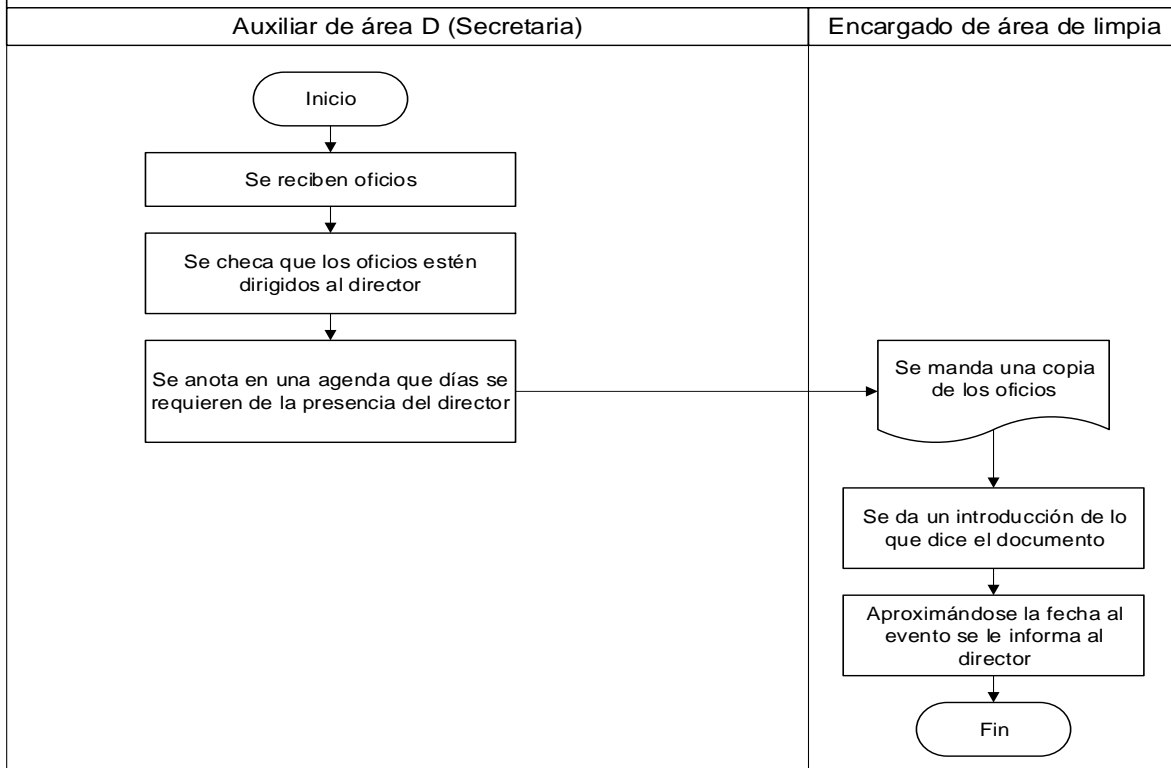 Auxiliar de área D (Secretaria)
Encargado de área de limpia
Inicio
Se reciben oficios
Se checa que los oficios estén
dirigidos al director
Se anota en una agenda que días se
requieren de la presencia del director
Se manda una copia
de los oficios
Se da un introducción de lo
que dice el documento
Aproximándose la fecha al
evento se le informa al
director
Fin